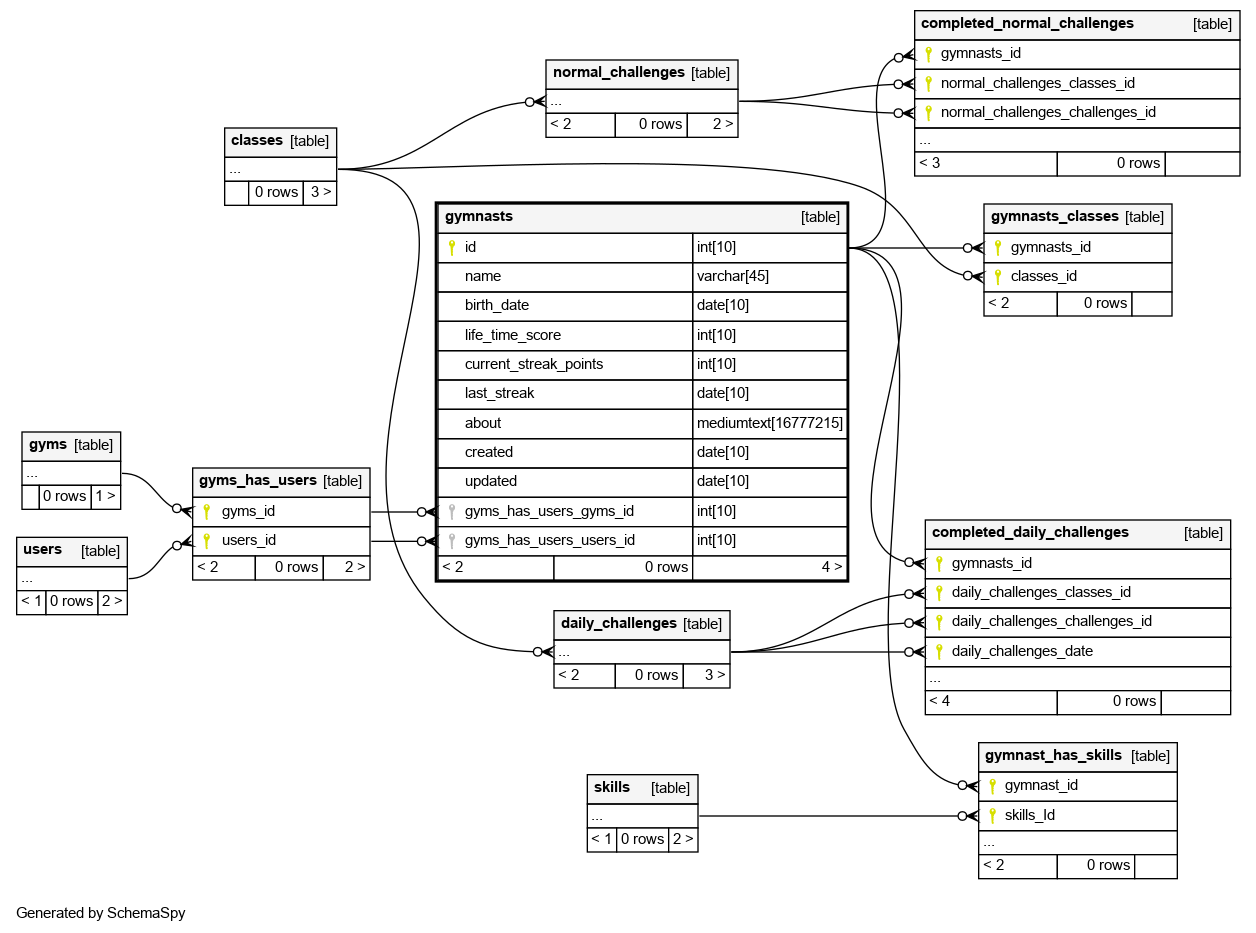 completed_normal_challenges [table]
gymnasts_id
normal_challenges_classes_id
normal_challenges_challenges_id
...
< 3 0 rows
normal_challenges [table]
...
< 2 0 rows 2 >
classes [table]
...
0 rows 3 >
gymnasts [table]
id int[10]
name varchar[45]
birth_date date[10]
life_time_score int[10]
current_streak_points int[10]
last_streak date[10]
about mediumtext[16777215]
created date[10]
updated date[10]
gyms_has_users_gyms_id int[10]
gyms_has_users_users_id int[10]
< 2 0 rows 4 >
gymnasts_classes [table]
gymnasts_id
classes_id
< 2 0 rows
gyms [table]
...
0 rows 1 >
gyms_has_users [table]
gyms_id
users_id
< 2 0 rows 2 >
users [table]
...
< 1 0 rows 2 >
completed_daily_challenges [table]
gymnasts_id
daily_challenges_classes_id
daily_challenges_challenges_id
daily_challenges_date
...
< 4 0 rows
daily_challenges [table]
...
< 2 0 rows 3 >
gymnast_has_skills [table]
gymnast_id
skills_Id
...
< 2 0 rows
skills [table]
...
< 1 0 rows 2 >
Generated by SchemaSpy